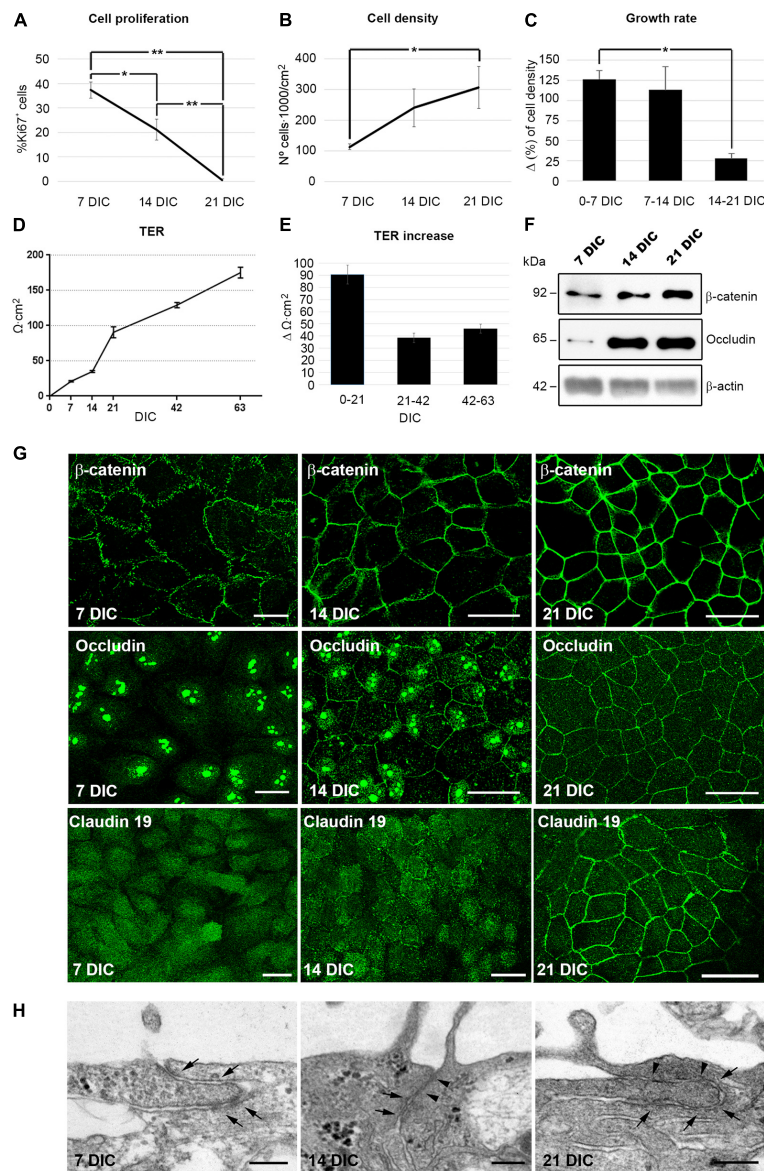 A
Cell proliferation
%Ki67+ cells
50
40
30
20
10
0
**
*
**
7 DIC 14 DIC 21 DIC
B
Cell density
Nº cells·1000/cm2
400
300
200
100
0
*
7 DIC 14 DIC 21 DIC
C
Growth rate
Δ (%) of cell density
150
125
100
75
50
25
0
*
0-7 DIC 7-14 DIC 14-21 DIC
D
TER
Ω·cm2
200
150
100
50
0
0 7 14 21 42 63
DIC
E
TER increase
Δ Ω·cm2
100
90
80
70
60
50
40
30
20
10
0
0-21 21-42 42-63
DIC
F
7 DIC 14 DIC 21 DIC
kDa
92 – β-catenin
65 – Occludin
42 – β-actin
G
β-catenin β-catenin β-catenin
7 DIC 14 DIC 21 DIC
Occludin Occludin Occludin
7 DIC 14 DIC 21 DIC
Claudin 19 Claudin 19 Claudin 19
7 DIC 14 DIC 21 DIC
H
7 DIC 14 DIC 21 DIC